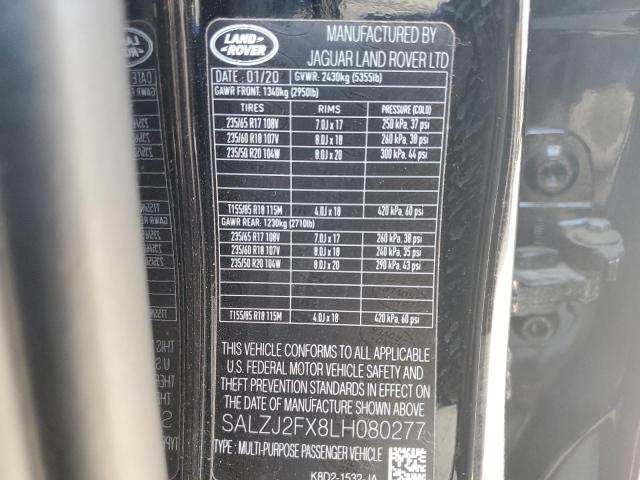 LAND ROVER
MANUFACTURED BY
JAGUAR LAND ROVER LTD
DATE : 01/20 GVWR: 2430kg (5355lb)
GAWR FRONT: 1340kg (2950lb)
TIRES RIMS PRESSURE (COLD)
235/65 R17 108V 7.0J x 17 250 kPa, 37 psi
235/60 R18 107V 8.0J x 18 260 kPa, 38 psi
235/50 R20 104W 8.0J x 20 300 kPa, 44 psi
T155/85 R18 115M 4.0J x 18 420 kPa, 60 psi
GAWR REAR: 1230kg (2710lb)
235/65 R17 108V 7.0J x 17 260 kPa, 38 psi
235/60 R18 107V 8.0J x 18 240 kPa, 35 psi
235/50 R20 104W 8.0J x 20 290 kPa, 43 psi
T155/85 R18 115M 4.0J x 18 420 kPa, 60 psi
THIS VEHICLE CONFORMS TO ALL APPLICABLE
U.S. FEDERAL MOTOR VEHICLE SAFETY AND
THEFT PREVENTION STANDARDS IN EFFECT ON
THE DATE OF MANUFACTURE SHOWN ABOVE
SALZJ2FX8LH080277
TYPE : MULTI-PURPOSE PASSENGER VEHICLE
K8D2-1532-JA